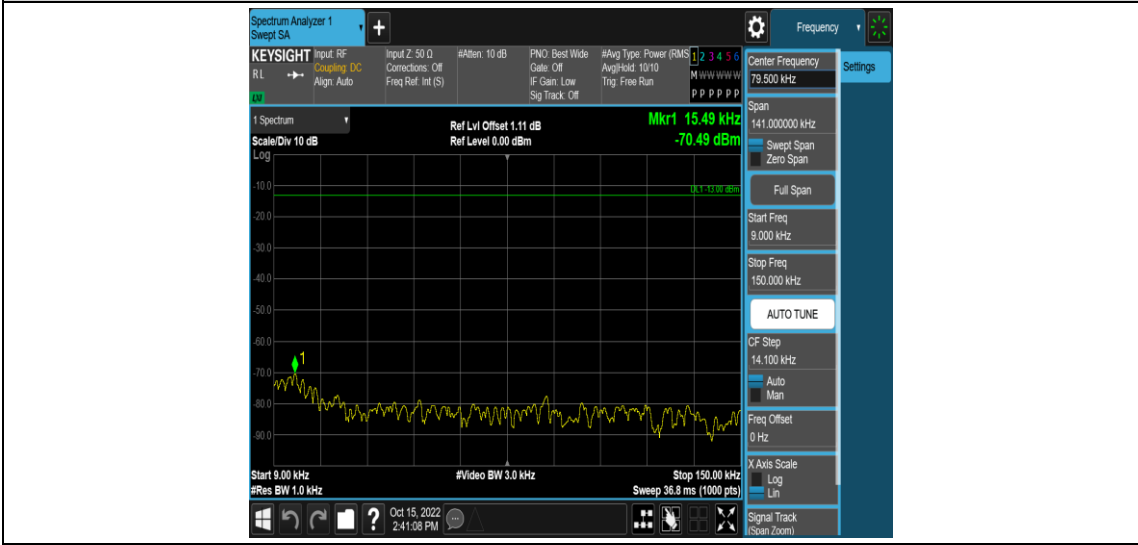 Spectrum Analyzer 1
Swept SA
+
Frequency
KEYSIGHT
RL
LXI
Input: RF
Coupling: DC
Align: Auto
Input Z: 50 Ω
Corrections: Off
Freq Ref: Int (S)
#Atten: 10 dB
PNO: Best Wide
Gate: Off
IF Gain: Low
Sig Track: Off
#Avg Type: Power (RMS
Avg|Hold: 10/10
Trig: Free Run
1 2 3 4 5 6
M W W W W W
P P P P P P
1 Spectrum
Scale/Div 10 dB
Log
Ref Lvl Offset 1.11 dB
Ref Level 0.00 dBm
Mkr1 15.49 kHz
-70.49 dBm
DL1 -13.00 dBm
-10.0
-20.0
-30.0
-40.0
-50.0
-60.0
-70.0
-80.0
-90.0
1
Start 9.00 kHz
#Res BW 1.0 kHz
#Video BW 3.0 kHz
Stop 150.00 kHz
Sweep 36.8 ms (1000 pts)
Oct 15, 2022
2:41:08 PM
Center Frequency
79.500 kHz
Settings
Span
141.000000 kHz
Swept Span
Zero Span
Full Span
Start Freq
9.000 kHz
Stop Freq
150.000 kHz
AUTO TUNE
CF Step
14.100 kHz
Auto
Man
Freq Offset
0 Hz
X Axis Scale
Log
Lin
Signal Track
(Span Zoom)